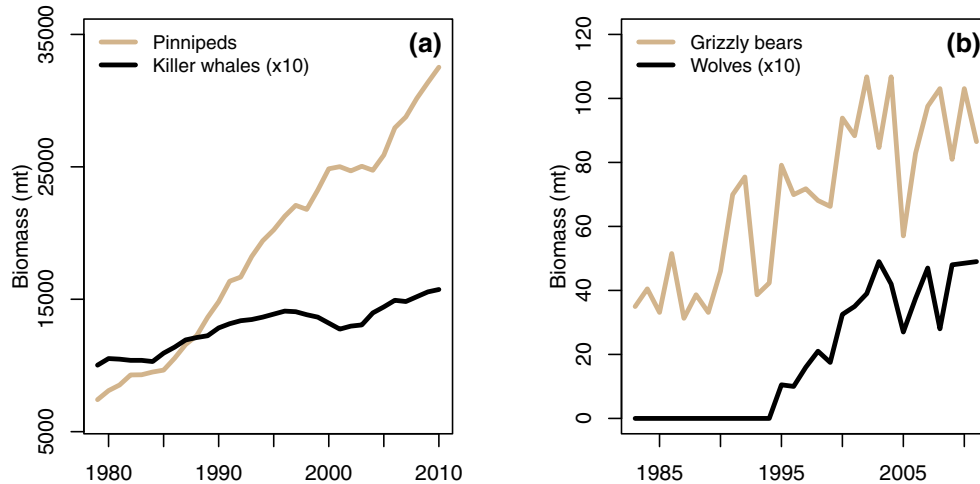 Pinnipeds
Killer whales (x10)
(a)
Biomass (mt)
35000
25000
15000
5000
1980 1990 2000 2010
Grizzly bears
Wolves (x10)
(b)
Biomass (mt)
120
100
80
60
40
20
0
1985 1995 2005